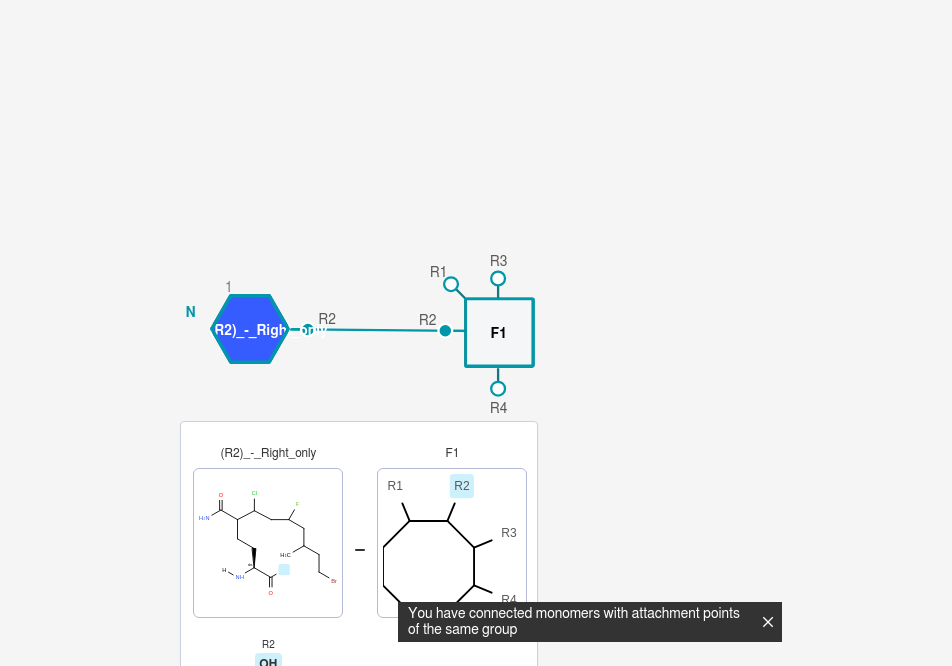 R3
R1
1
N
R2
R2
(R2)_-_Right_only
F1
R4
(R2)_-_Right_only
F1
R1
R2
R3
R4
Cl
F
O
H₂N
H₃C
H
NH
O
Br
–
You have connected monomers with attachment points
of the same group
R2
OH